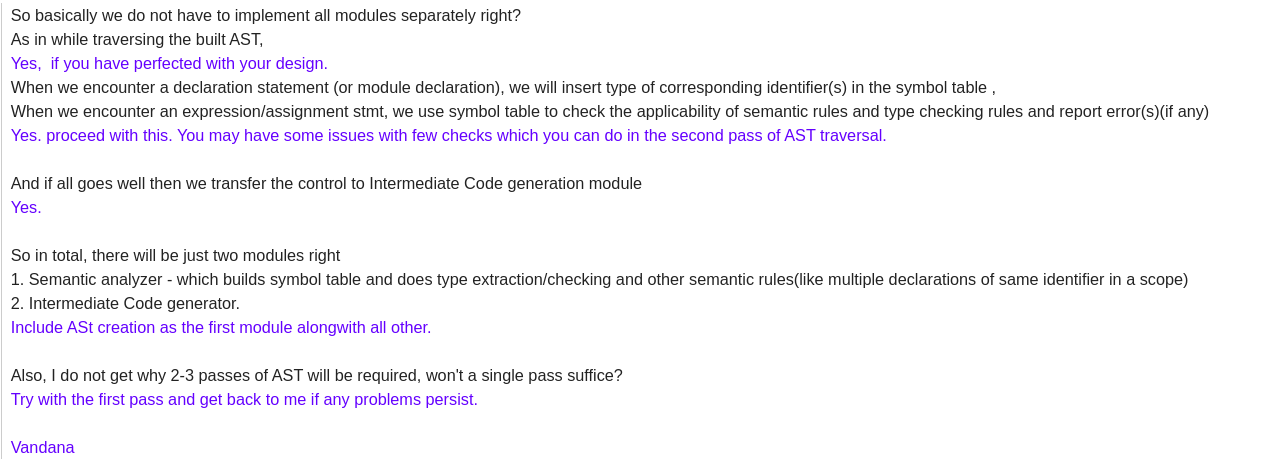 So basically we do not have to implement all modules separately right?
As in while traversing the built AST,
Yes,  if you have perfected with your design.
When we encounter a declaration statement (or module declaration), we will insert type of corresponding identifier(s) in the symbol table ,
When we encounter an expression/assignment stmt, we use symbol table to check the applicability of semantic rules and type checking rules and report error(s)(if any)
Yes. proceed with this. You may have some issues with few checks which you can do in the second pass of AST traversal.
And if all goes well then we transfer the control to Intermediate Code generation module
Yes.
So in total, there will be just two modules right
1. Semantic analyzer - which builds symbol table and does type extraction/checking and other semantic rules(like multiple declarations of same identifier in a scope)
2. Intermediate Code generator.
Include ASt creation as the first module alongwith all other.
Also, I do not get why 2-3 passes of AST will be required, won't a single pass suffice?
Try with the first pass and get back to me if any problems persist.
Vandana